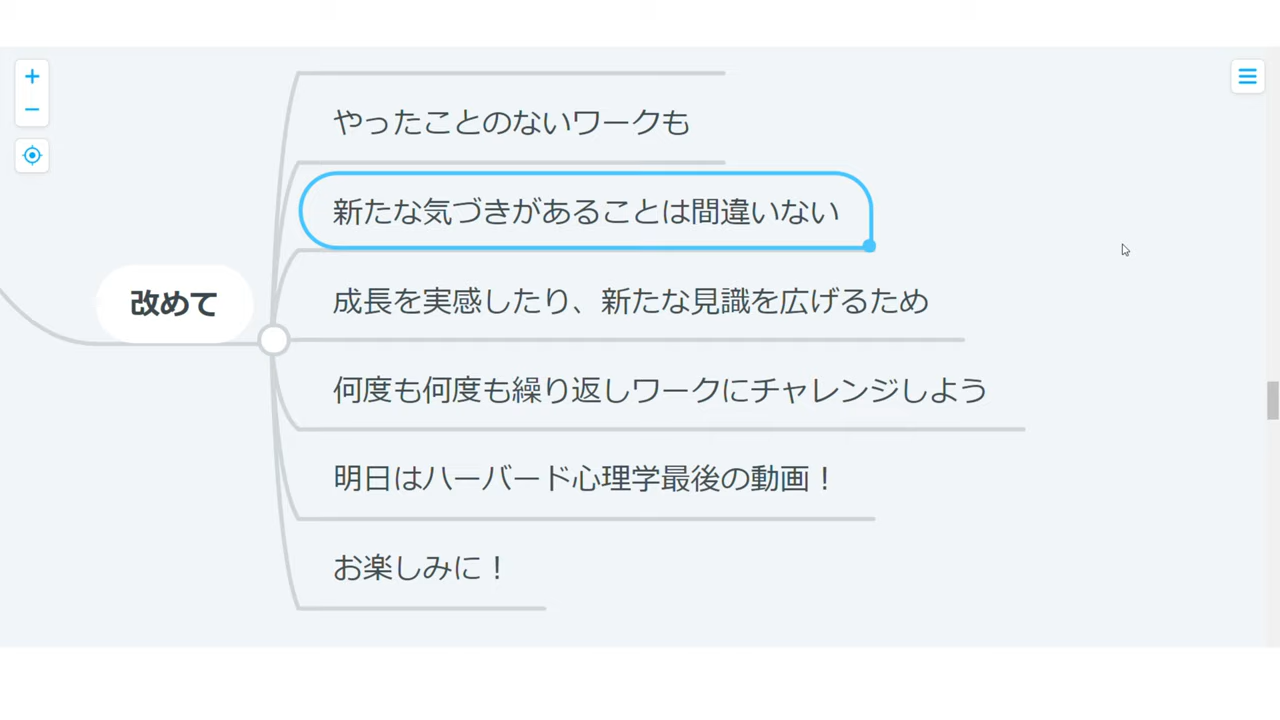 改めて
やったことのないワークも
新たな気づきがあることは間違いない
成長を実感したり、新たな見識を広げるため
何度も何度も繰り返しワークにチャレンジしよう
明日はハーバード心理学最後の動画！
お楽しみに！